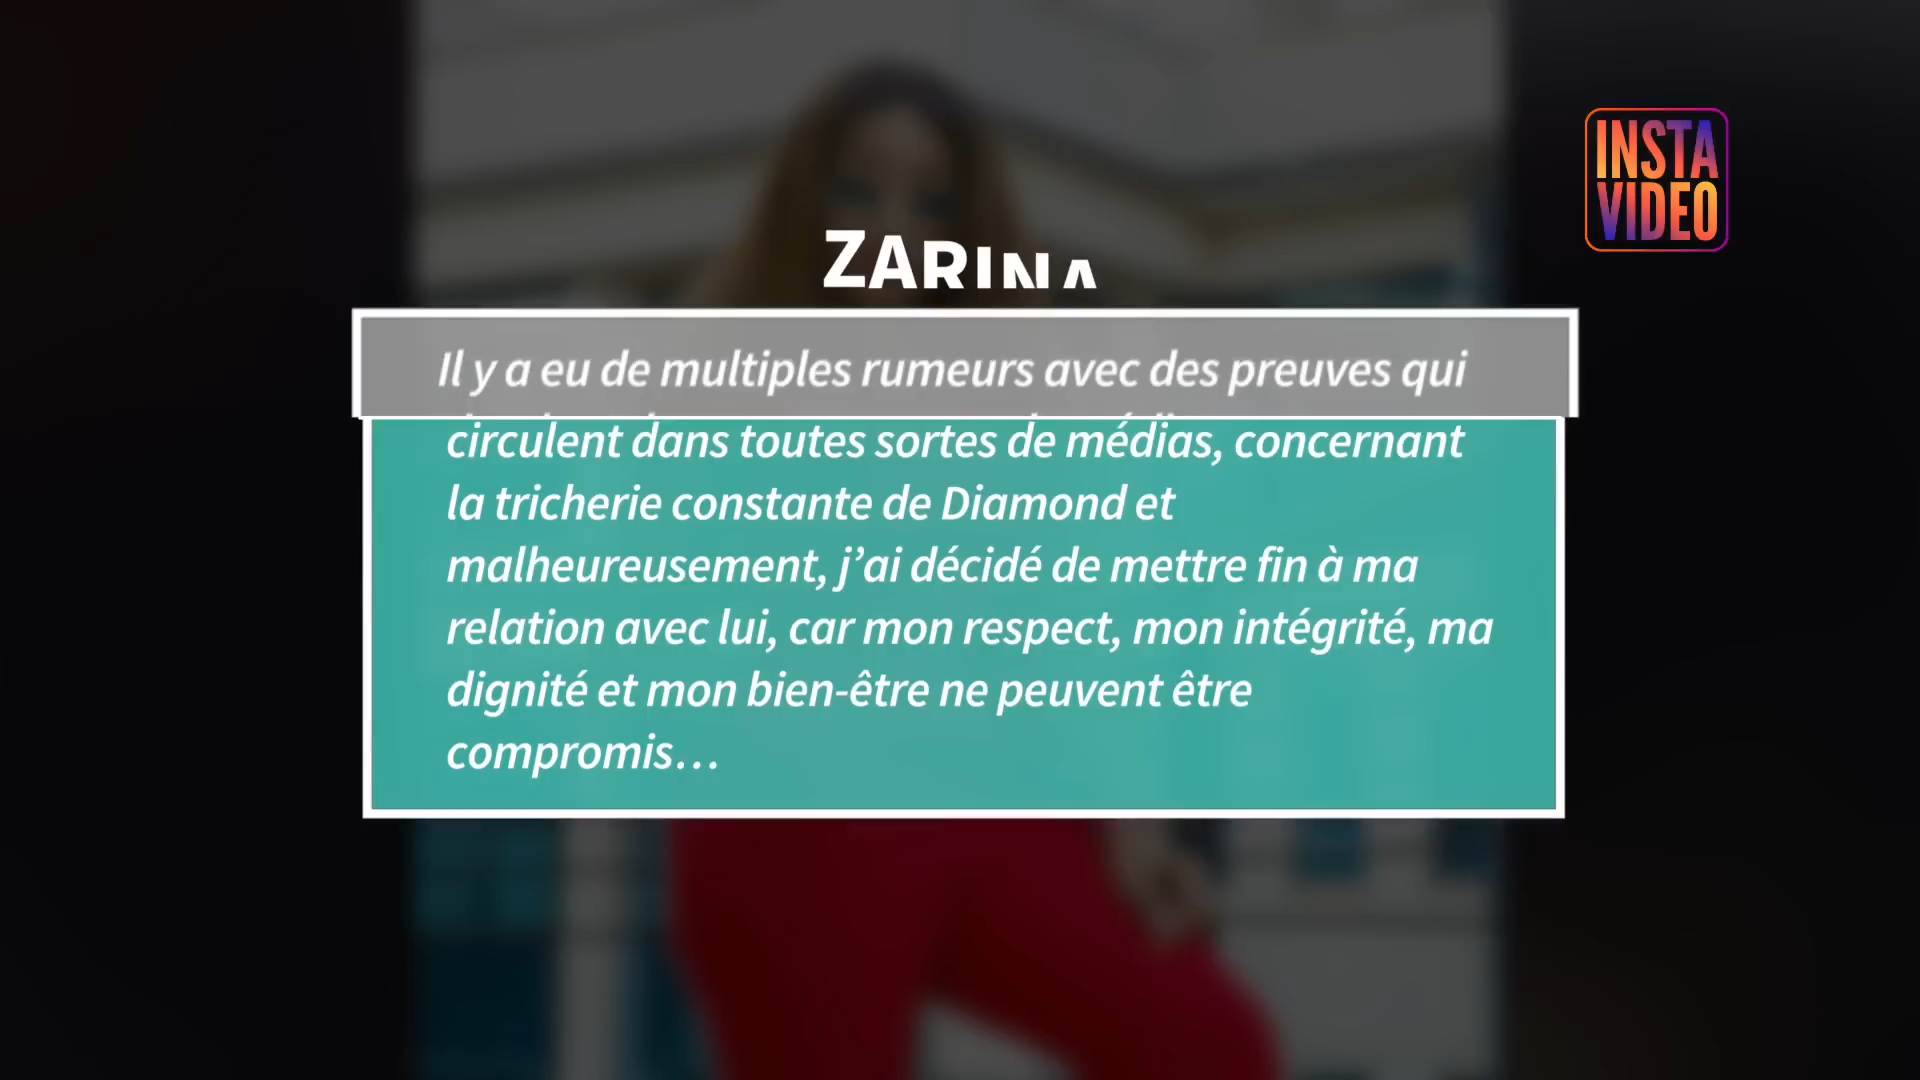 INSTA
VIDEO
ZARINA
Il y a eu de multiples rumeurs avec des preuves qui
circulent dans toutes sortes de médias, concernant
la tricherie constante de Diamond et
malheureusement, j’ai décidé de mettre fin à ma
relation avec lui, car mon respect, mon intégrité, ma
dignité et mon bien-être ne peuvent être
compromis…